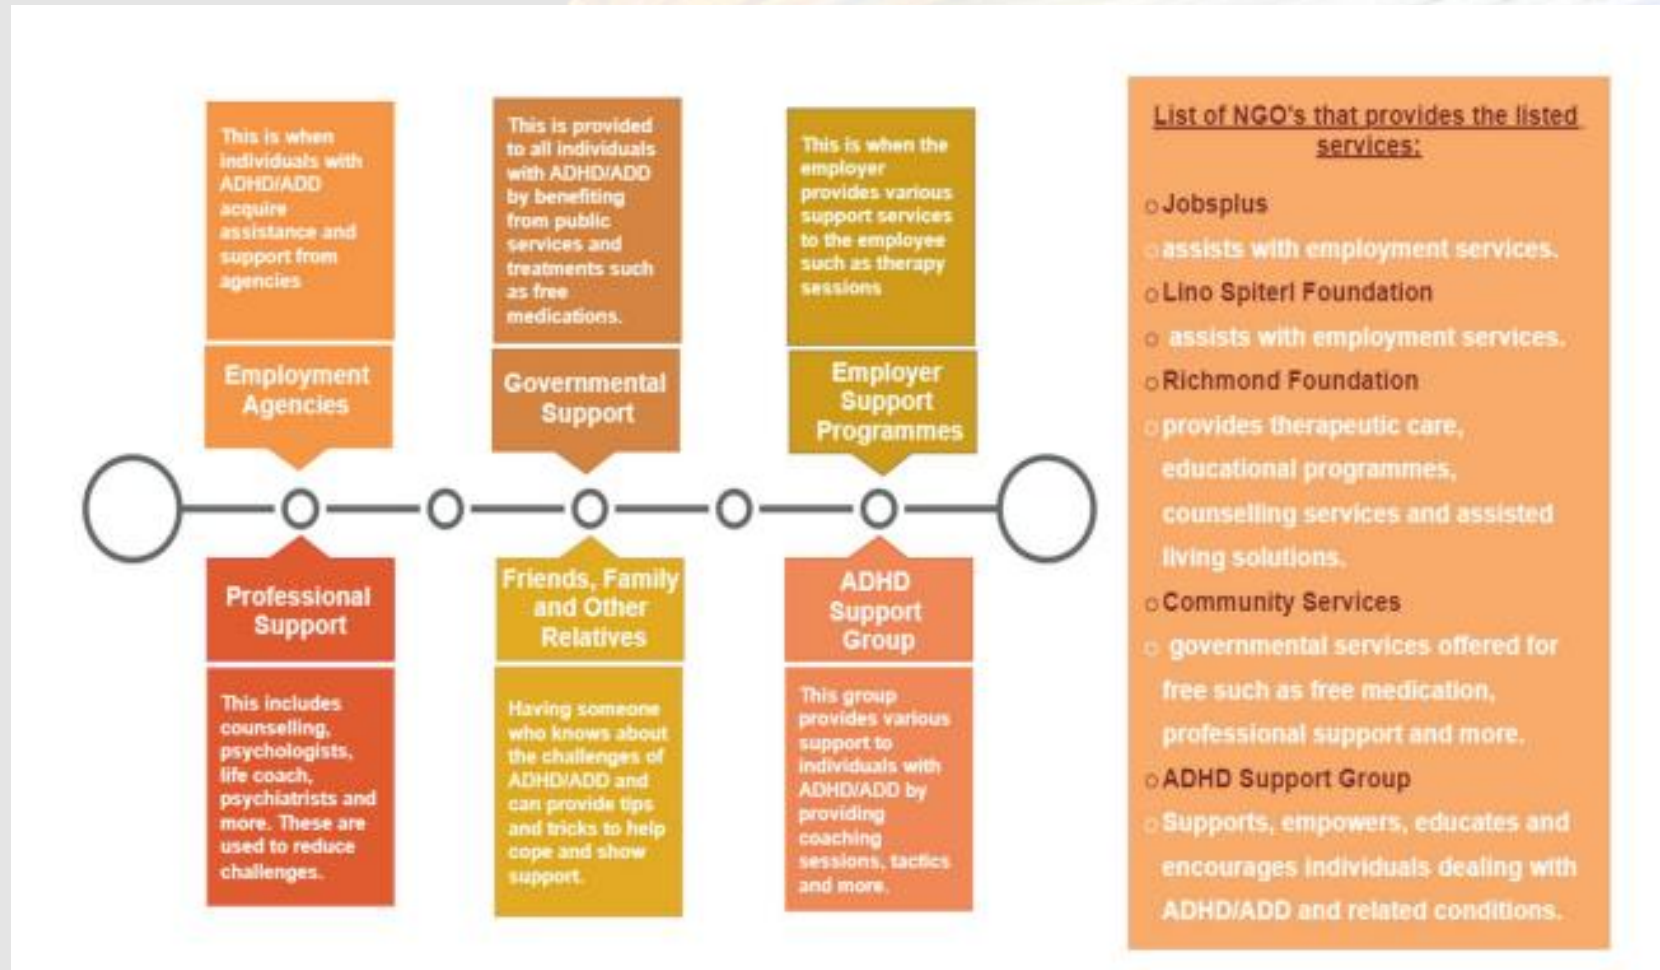 This is when
individuals with
ADHD/ADD
acquire
assistance and
support from
agencies
Employment
Agencies
This is provided
to all individuals
with ADHD/ADD
by benefiting
from public
services and
treatments such
as free
medications.
Governmental
Support
This is when the
employer
provides various
support services
to the employee
such as therapy
sessions
Employer
Support
Programmes
Professional
Support
This includes
counselling,
psychologists,
life coach,
psychiatrists and
more. These are
used to reduce
challenges.
Friends, Family
and Other
Relatives
Having someone
who knows about
the challenges of
ADHD/ADD and
can provide tips
and tricks to help
cope and show
support.
ADHD
Support
Group
This group
provides various
support to
individuals with
ADHD/ADD by
providing
coaching
sessions, tactics
and more.
List of NGO's that provides the listed
services:
Jobsplus
assists with employment services.
Lino Spiteri Foundation
assists with employment services.
Richmond Foundation
provides therapeutic care,
educational programmes,
counselling services and assisted
living solutions.
Community Services
governmental services offered for
free such as free medication,
professional support and more.
ADHD Support Group
Supports, empowers, educates and
encourages individuals dealing with
ADHD/ADD and related conditions.